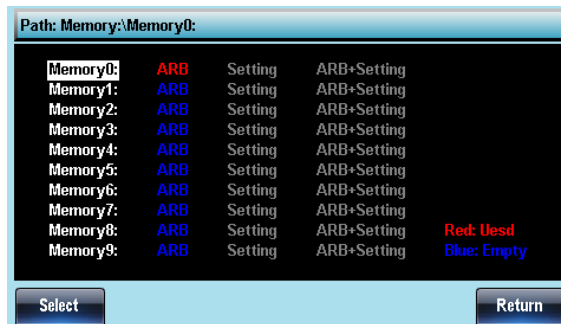 Path: Memory:\Memory0:
Memory0: ARB Setting ARB+Setting
Memory1: ARB Setting ARB+Setting
Memory2: ARB Setting ARB+Setting
Memory3: ARB Setting ARB+Setting
Memory4: ARB Setting ARB+Setting
Memory5: ARB Setting ARB+Setting
Memory6: ARB Setting ARB+Setting
Memory7: ARB Setting ARB+Setting
Memory8: ARB Setting ARB+Setting Red: Uesd
Memory9: ARB Setting ARB+Setting Blue: Empty
Select Return